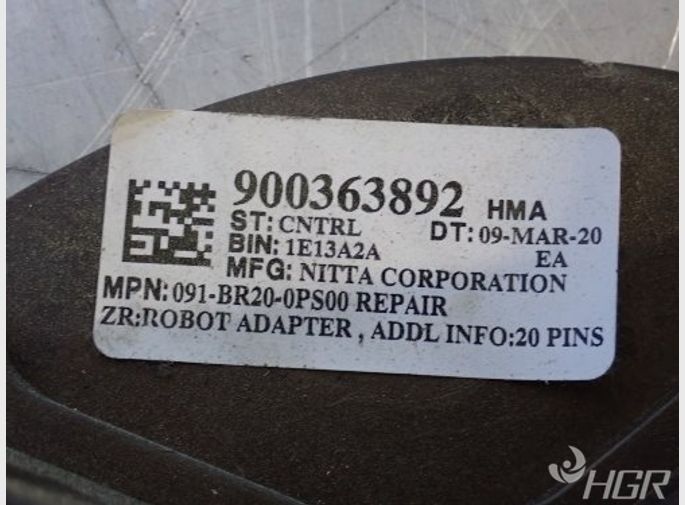 900363892 HMA
ST: CNTRL DT: 09-MAR-20
BIN: 1E13A2A EA
MFG: NITTA CORPORATION
MPN: 091-BR20-0PS00 REPAIR
ZR:ROBOT ADAPTER , ADDL INFO:20 PINS
HGR